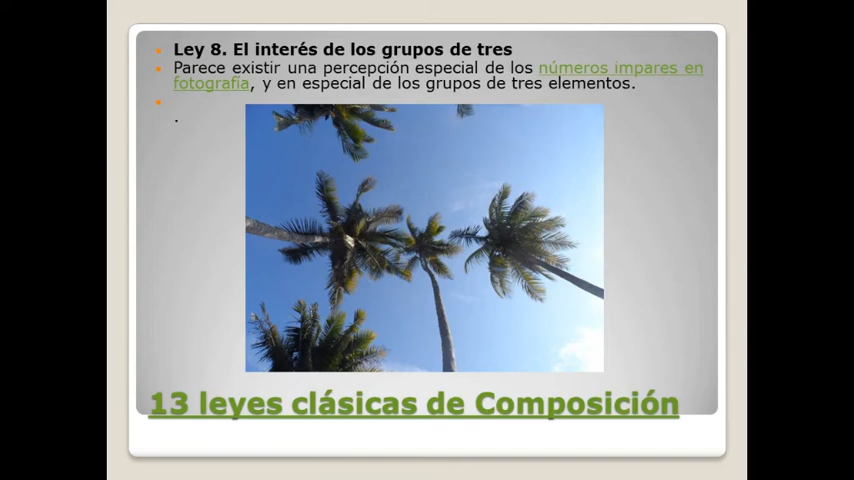 Ley 8. El interés de los grupos de tres
Parece existir una percepción especial de los números impares en
fotografía, y en especial de los grupos de tres elementos.
.
13 leyes clásicas de Composición